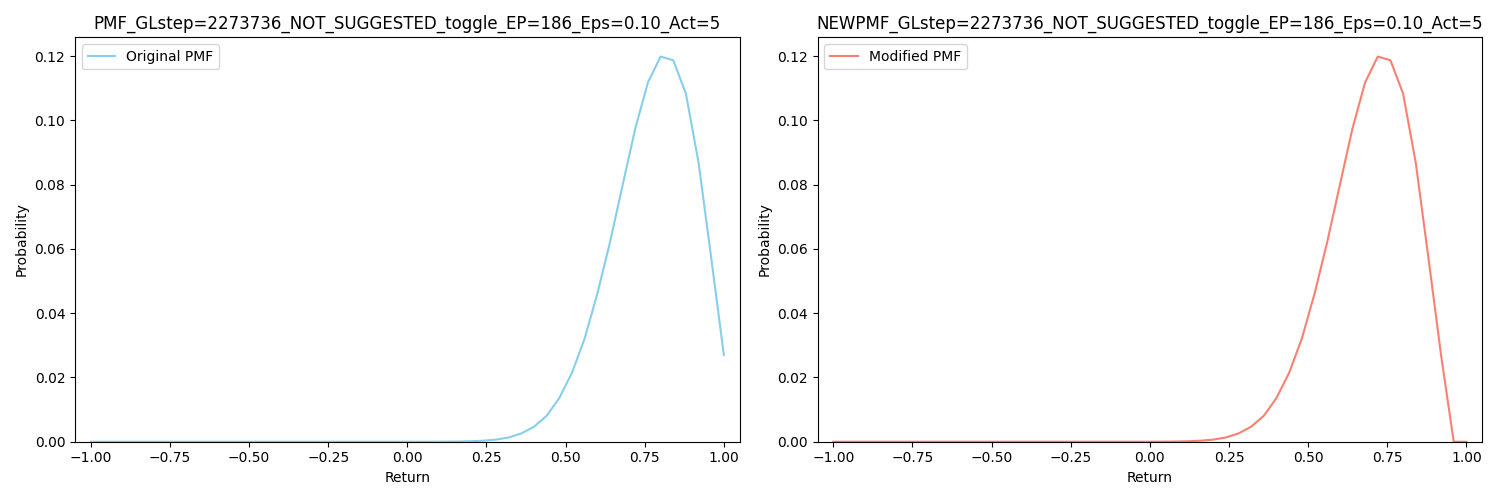 PMF_GLstep=2273736_NOT_SUGGESTED_toggle_EP=186_Eps=0.10_Act=5
Original PMF
Probability
0.12
0.10
0.08
0.06
0.04
0.02
0.00
−1.00 −0.75 −0.50 −0.25 0.00 0.25 0.50 0.75 1.00
Return
NEWPMF_GLstep=2273736_NOT_SUGGESTED_toggle_EP=186_Eps=0.10_Act=5
Modified PMF
Probability
0.12
0.10
0.08
0.06
0.04
0.02
0.00
−1.00 −0.75 −0.50 −0.25 0.00 0.25 0.50 0.75 1.00
Return